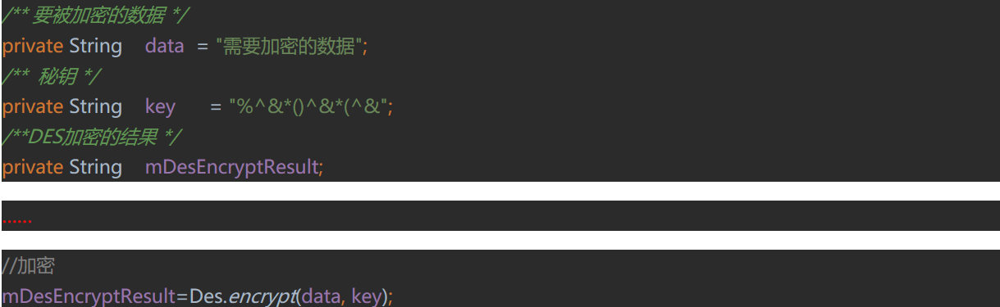 /** 要被加密的数据 */
private String    data  = "需要加密的数据";
/**  秘钥 */
private String    key      = "%^&*()^&*(^&";
/**DES加密的结果 */
private String    mDesEncryptResult;
......
//加密
mDesEncryptResult=Des.encrypt(data, key);